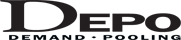 DEPO
DEMAND • POOLING